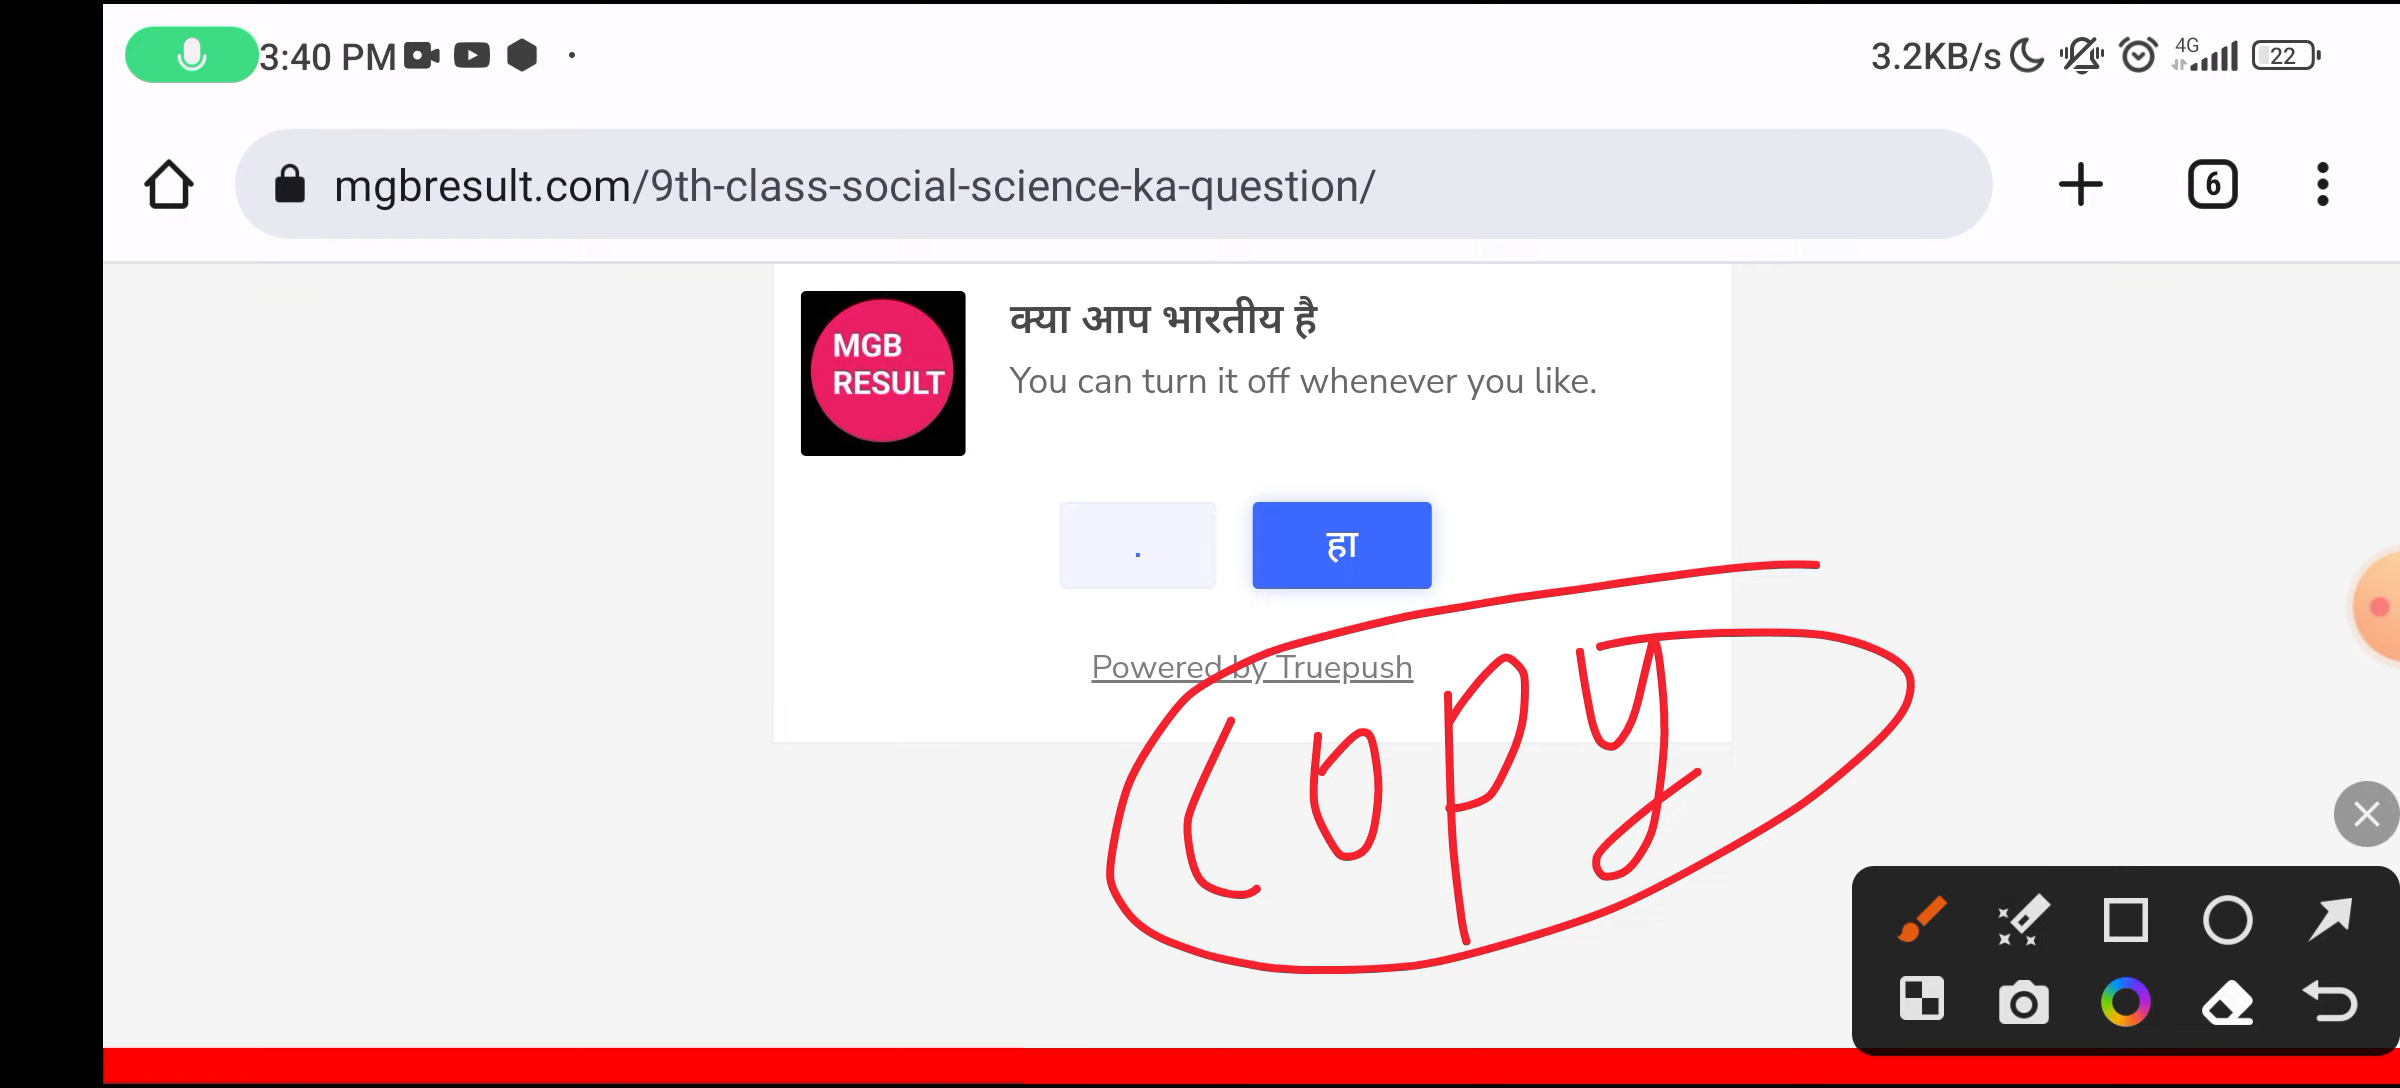 3:40 PM
3.2KB/s 4G 22
mgbresult.com/9th-class-social-science-ka-question/
6
MGB
RESULT
क्या आप भारतीय है
You can turn it off whenever you like.
. हा
Powered by Truepush
copy